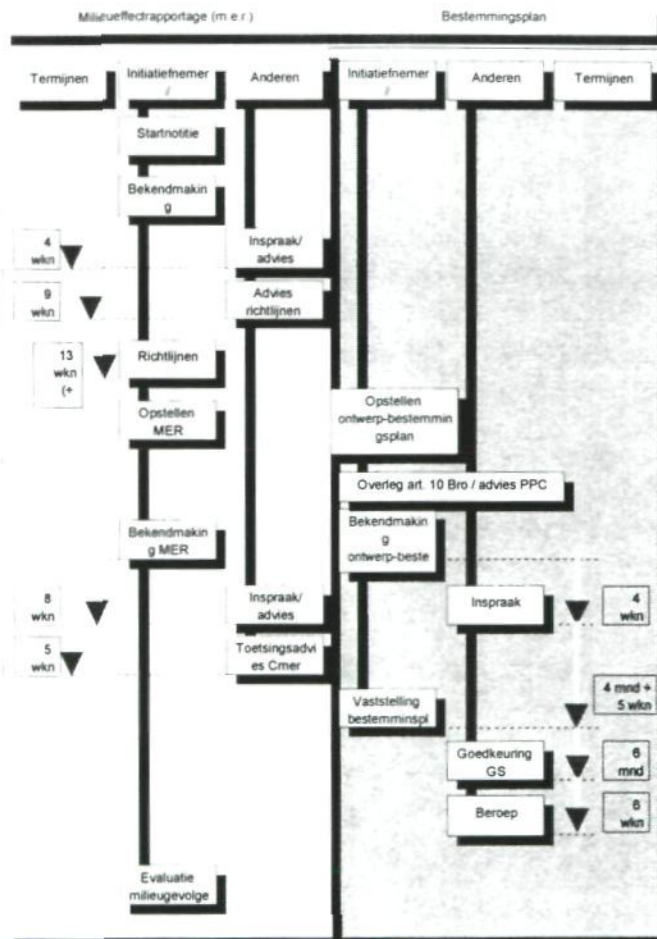 Milieueffectrapportage (m.e.r.)
Bestemmingsplan
Termijnen
Initiatiefnemer
/
Anderen
Initiatiefnemer
/
Anderen
Termijnen
Startnotitie
Bekendmakin
g
4
wkn
Inspraak/
advies
9
wkn
Advies
richtlijnen
13
wkn
(+
Richtlijnen
Opstellen
MER
Opstellen
ontwerp-bestemmin
gsplan
Overleg art. 10 Bro / advies PPC
Bekendmakin
g MER
Bekendmakin
g
ontwerp-beste
8
wkn
Inspraak/
advies
Inspraak
4
wkn
5
wkn
Toetsingsadvi
es Cmer
Vaststelling
bestemminspl
4 mnd +
5 wkn
Goedkeuring
GS
6
mnd
Beroep
6
wkn
Evaluatie
milieugevolge